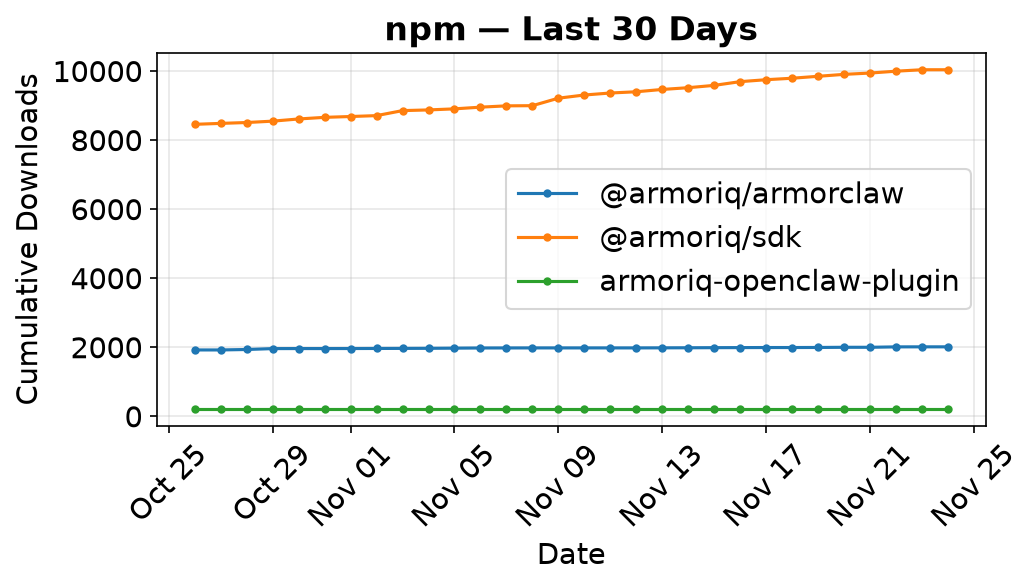 npm — Last 30 Days
Cumulative Downloads
10000
8000
6000
4000
2000
0
@armoriq/armorclaw
@armoriq/sdk
armoriq-openclaw-plugin
Oct 25
Oct 29
Nov 01
Nov 05
Nov 09
Nov 13
Nov 17
Nov 21
Nov 25
Date